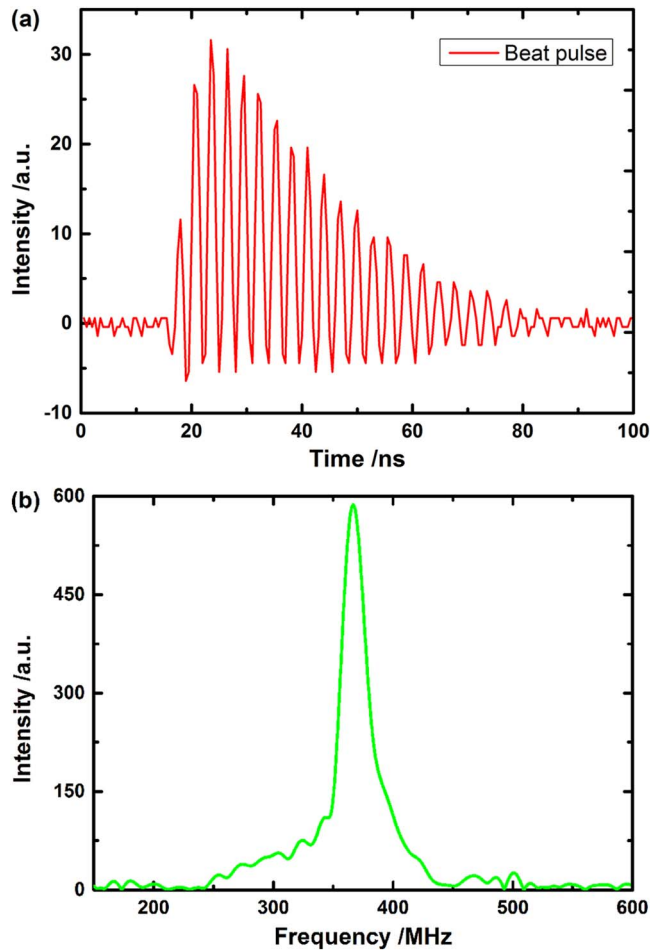 (a)
Beat pulse
Intensity /a.u.
30
20
10
0
-10
0 20 40 60 80 100
Time /ns
(b)
Intensity /a.u.
600
450
300
150
0
200 300 400 500 600
Frequency /MHz